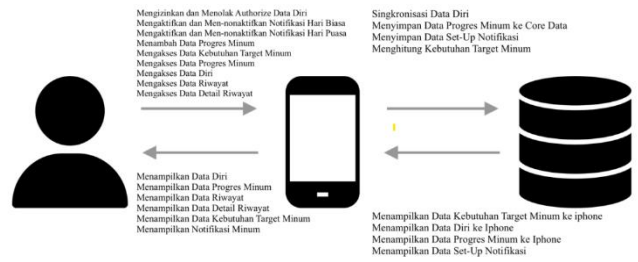 Mengizinkan dan Menolak Authorize Data Diri
Mengaktifkan dan Men-nonaktifkan Notifikasi Hari Biasa
Mengaktifkan dan Men-nonaktifkan Notifikasi Hari Puasa
Menambah Data Progres Minum
Mengakses Data Kebutuhan Target Minum
Mengakses Data Progres Minum
Mengakses Data Diri
Mengakses Data Riwayat
Mengakses Data Detail Riwayat
Singkronisasi Data Diri
Menyimpan Data Progres Minum ke Core Data
Menyimpan Data Set-Up Notifikasi
Menghitung Kebutuhan Target Minum
Menampilkan Data Diri
Menampilkan Data Progres Minum
Menampilkan Data Riwayat
Menampilkan Data Detail Riwayat
Menampilkan Data Kebutuhan Target Minum
Menampilkan Notifikasi Minum
Menampilkan Data Kebutuhan Target Minum ke iphone
Menampilkan Data Diri ke Iphone
Menampilkan Data Progres Minum ke Iphone
Menampilkan Data Set-Up Notifikasi